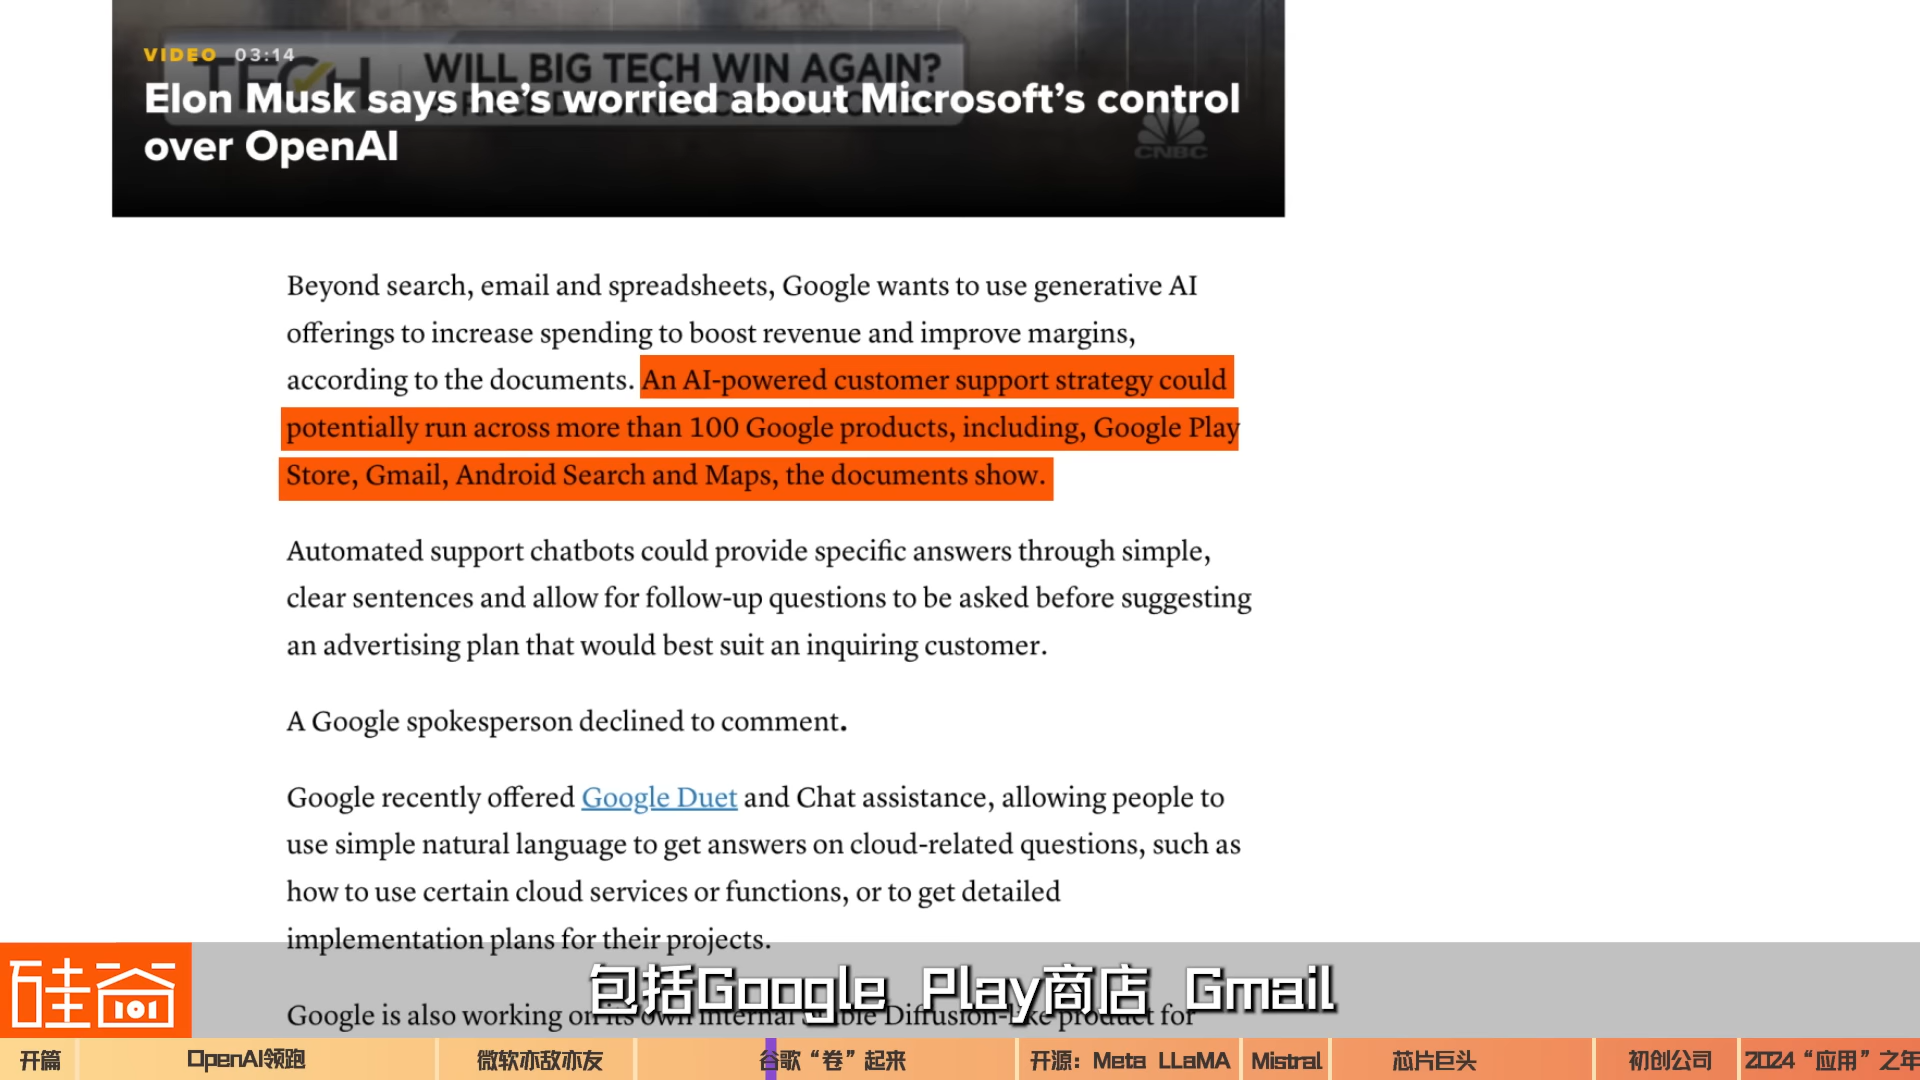 VIDEO 03:14
TECH WILL BIG TECH WIN AGAIN?
Elon Musk says he’s worried about Microsoft’s control
over OpenAI
CNBC
Beyond search, email and spreadsheets, Google wants to use generative AI
offerings to increase spending to boost revenue and improve margins,
according to the documents. An AI-powered customer support strategy could
potentially run across more than 100 Google products, including, Google Play
Store, Gmail, Android Search and Maps, the documents show.
Automated support chatbots could provide specific answers through simple,
clear sentences and allow for follow-up questions to be asked before suggesting
an advertising plan that would best suit an inquiring customer.
A Google spokesperson declined to comment.
Google recently offered Google Duet and Chat assistance, allowing people to
use simple natural language to get answers on cloud-related questions, such as
how to use certain cloud services or functions, or to get detailed
implementation plans for their projects.
硅谷101
包括Google Play商店 Gmail
Google is also working on its own internal Diffusion-like product for
开篇
OpenAI领跑
微软亦敌亦友
谷歌“卷”起来
开源：Meta LLaMA
Mistral
芯片巨头
初创公司
2024“应用”之年